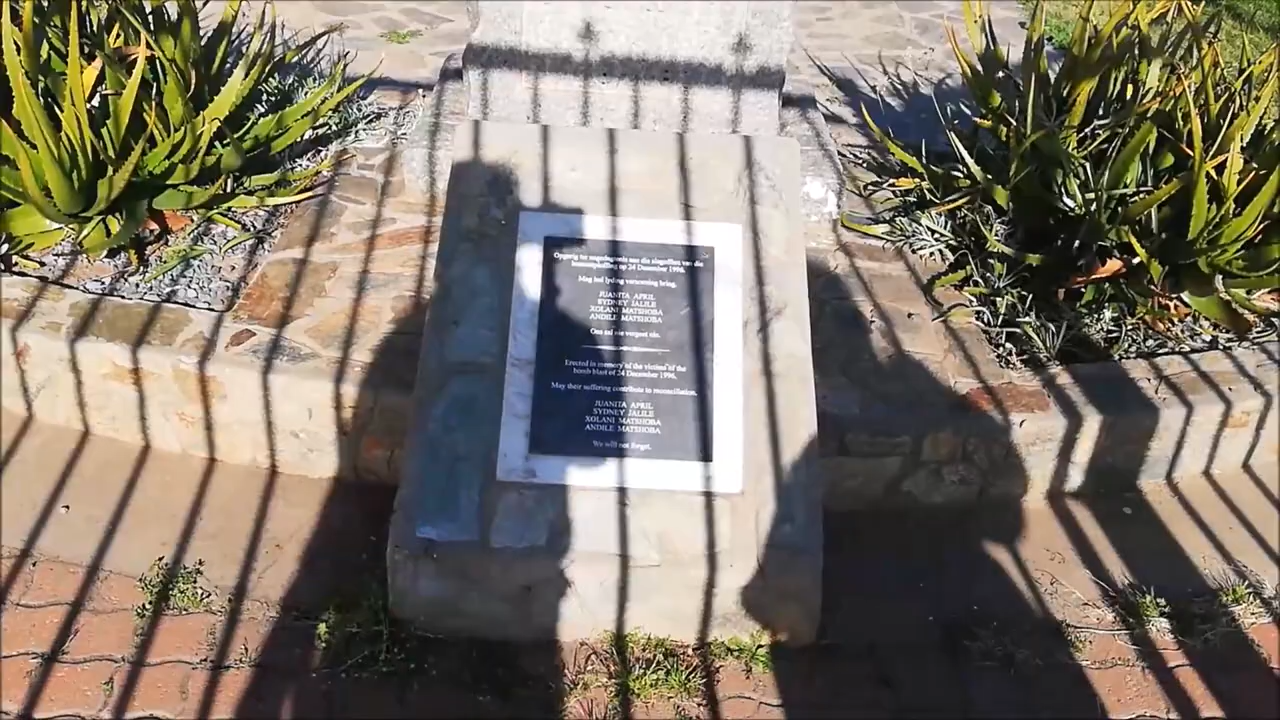 Opgerig ter nagedagtenis aan die slagoffers van die
bomontploffing op 24 Desember 1996.
Mag hul lyding versoening bring.
JUANITA APRIL
SYDNEY JALILE
XOLANI MATSHOBA
ANDILE MATSHOBA
Ons sal nie vergeet nie.
Erected in memory of the victims of the
bomb blast of 24 December 1996.
May their suffering contribute to reconciliation.
JUANITA APRIL
SYDNEY JALILE
XOLANI MATSHOBA
ANDILE MATSHOBA
We will not forget.